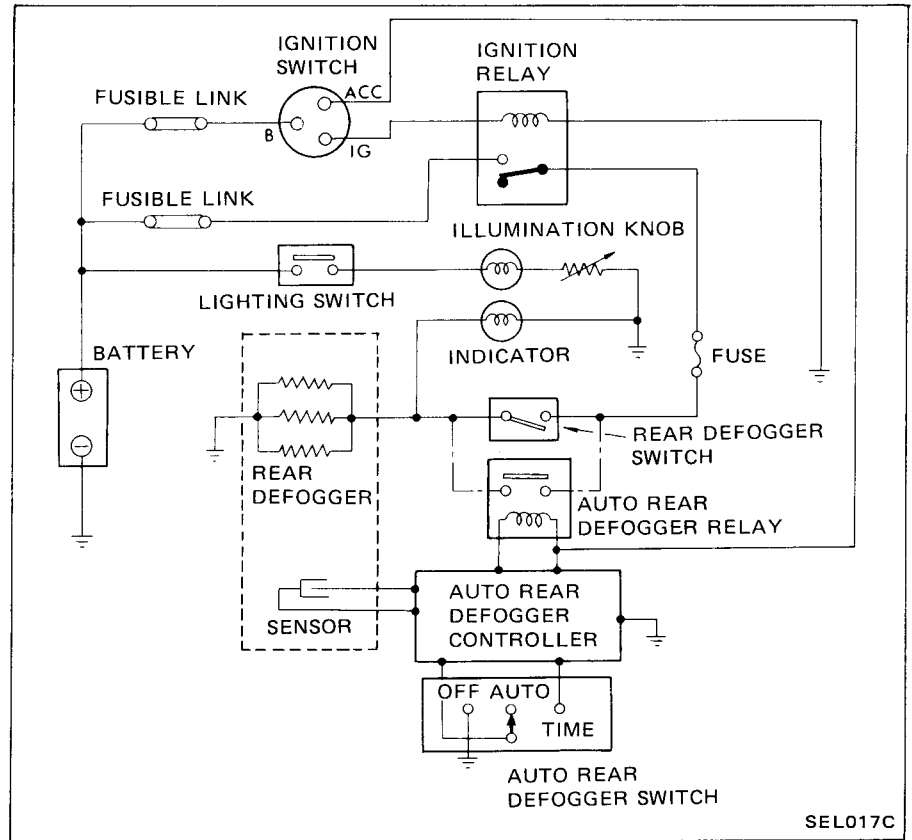 IGNITION
SWITCH
IGNITION
RELAY
FUSIBLE LINK
ACC
B
IG
FUSIBLE LINK
ILLUMINATION KNOB
LIGHTING SWITCH
BATTERY
INDICATOR
FUSE
+
−
REAR DEFOGGER
SWITCH
REAR
DEFOGGER
AUTO REAR
DEFOGGER RELAY
AUTO REAR
DEFOGGER
CONTROLLER
SENSOR
OFF AUTO
TIME
AUTO REAR
DEFOGGER SWITCH
SEL017C